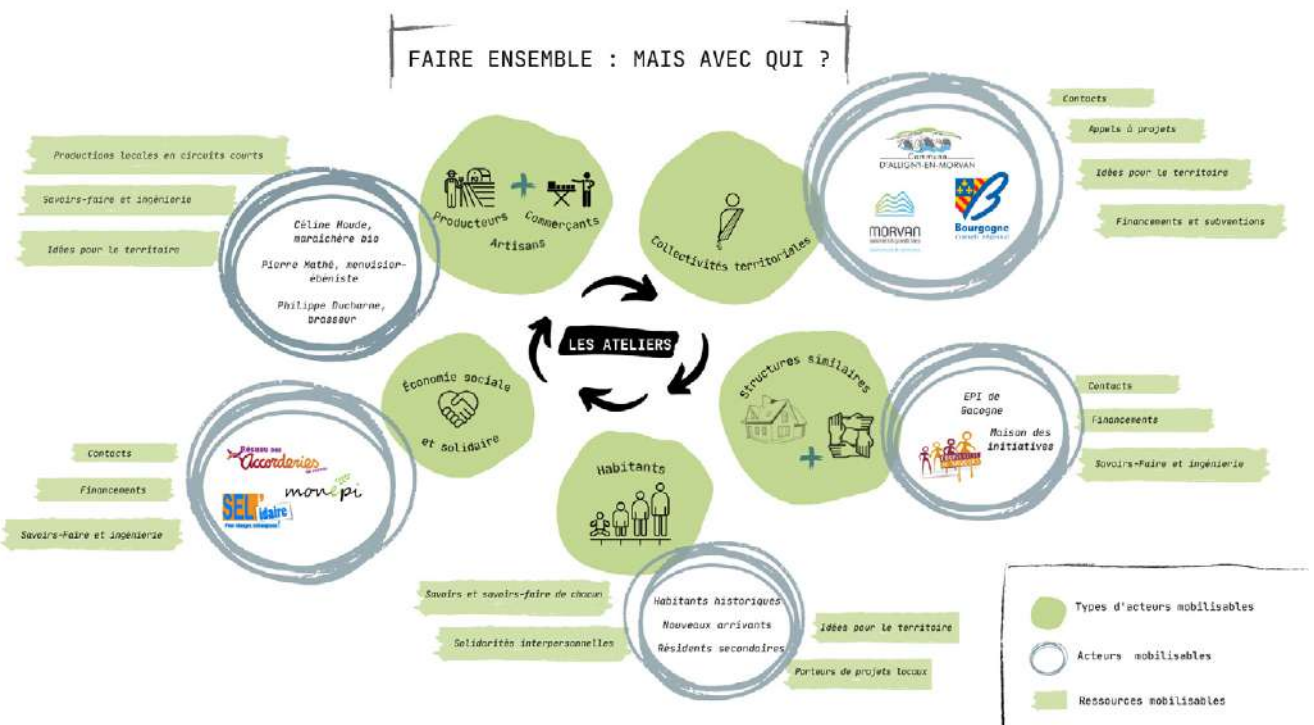 FAIRE ENSEMBLE : MAIS AVEC QUI ?
Productions locales en circuits courts
Savoirs-faire et ingénierie
Idées pour le territoire
Céline Moude,
maraîchère bio
Pierre Mathé, menuisier-
ébéniste
Philippe Ducharne,
brasseur
Producteurs
+
Commerçants
Artisans
Collectivités territoriales
Commune
D'ALLIGNY-EN-MORVAN
MORVAN
Bourgogne
Contacts
Appels à projets
Idées pour le territoire
Financements et subventions
LES ATELIERS
Économie sociale
et solidaire
Réseau des
accorderies
monépi
SEL'idaire
Contacts
Financements
Savoirs-Faire et ingénierie
Structures similaires
+
EPI de
Gacogne
Maison des
initiatives
Contacts
Financements
Savoirs-Faire et ingénierie
Habitants
Habitants historiques
Nouveaux arrivants
Résidents secondaires
Savoirs et savoirs-faire de chacun
Solidarités interpersonnelles
Idées pour le territoire
Porteurs de projets locaux
Types d'acteurs mobilisables
Acteurs mobilisables
Ressources mobilisables